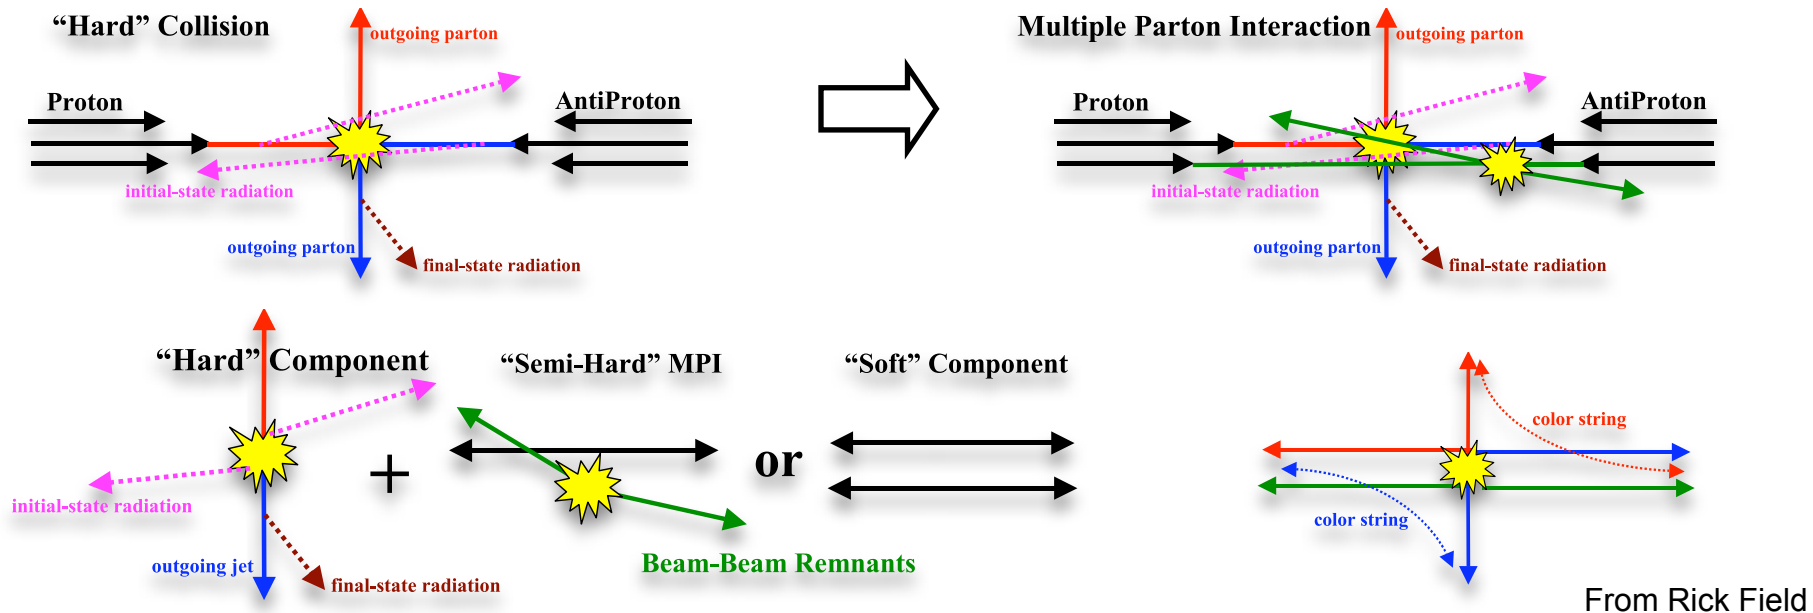 “Hard” Collision
outgoing parton
Proton
AntiProton
initial-state radiation
outgoing parton
final-state radiation
Multiple Parton Interaction
outgoing parton
Proton
AntiProton
initial-state radiation
outgoing parton
final-state radiation
“Hard” Component
initial-state radiation
outgoing jet
final-state radiation
+
“Semi-Hard” MPI
or
“Soft” Component
Beam-Beam Remnants
color string
color string
From Rick Field